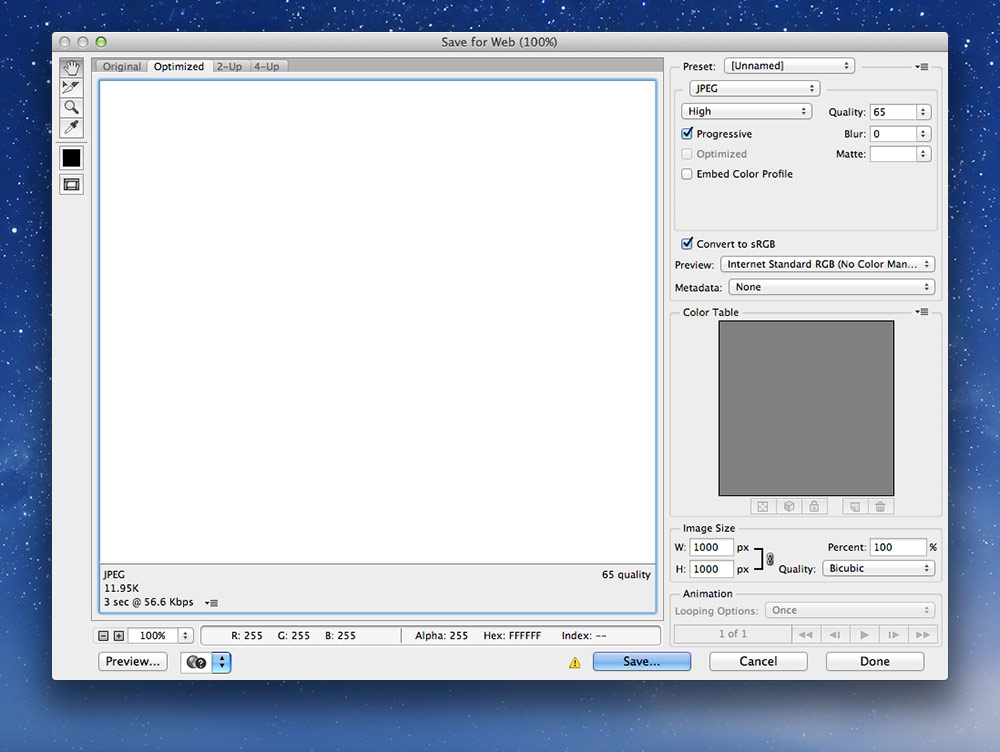 Save for Web (100%)
Original Optimized 2-Up 4-Up
Preset: [Unnamed]
JPEG
High Quality: 65
Progressive Blur: 0
Optimized Matte:
Embed Color Profile
Convert to sRGB
Preview: Internet Standard RGB (No Color Man...
Metadata: None
Color Table
Image Size
W: 1000 px Percent: 100 %
H: 1000 px Quality: Bicubic
Animation
Looping Options: Once
1 of 1
JPEG 65 quality
11.95K
3 sec @ 56.6 Kbps
100% R: 255 G: 255 B: 255 Alpha: 255 Hex: FFFFFF Index: --
Preview... Save... Cancel Done